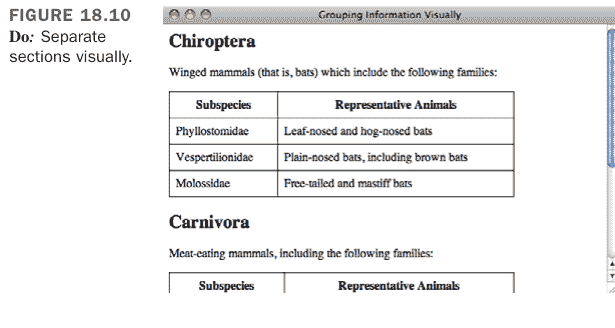 FIGURE 18.10
Do: Separate
sections visually.
Grouping Information Visually
Chiroptera
Winged mammals (that is, bats) which include the following families:
Subspecies Representative Animals
Phyllostomidae Leaf-nosed and hog-nosed bats
Vespertilionidae Plain-nosed bats, including brown bats
Molossidae Free-tailed and mastiff bats
Carnivora
Meat-eating mammals, including the following families:
Subspecies Representative Animals